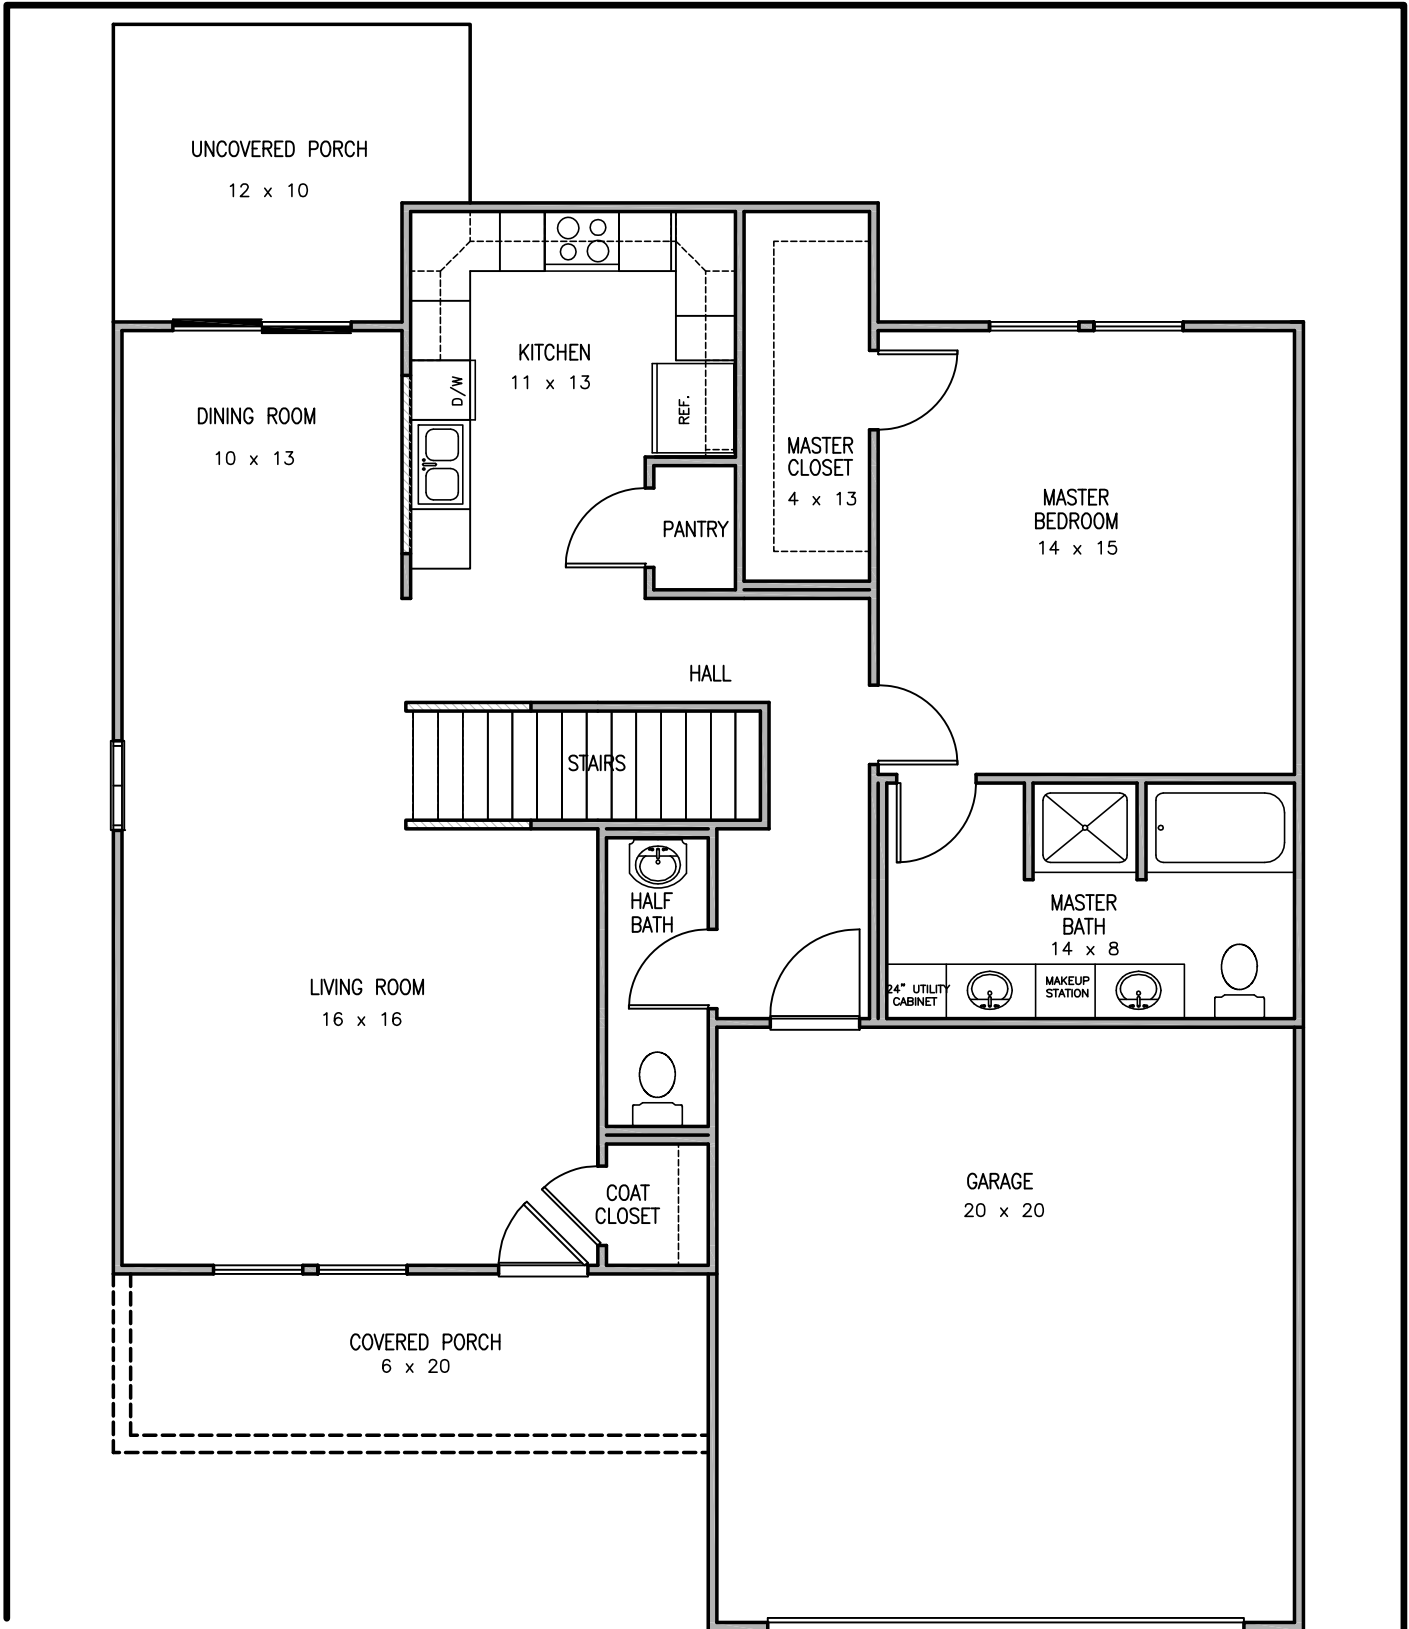 UNCOVERED PORCH
12 x 10
KITCHEN
11 x 13
D/W
REF.
DINING ROOM
10 x 13
MASTER
CLOSET
4 x 13
PANTRY
MASTER
BEDROOM
14 x 15
HALL
STAIRS
HALF
BATH
MASTER
BATH
14 x 8
24" UTILITY
CABINET
MAKEUP
STATION
LIVING ROOM
16 x 16
COAT
CLOSET
GARAGE
20 x 20
COVERED PORCH
6 x 20